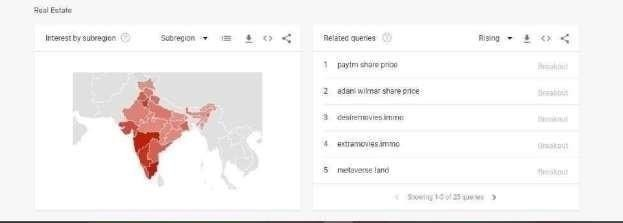 Real Estate
Interest by subregion
Subregion
Related queries
Rising
1 paytm share price Breakout
2 adani wilmar share price Breakout
3 desiremovies.immo Breakout
4 extramovies.immo Breakout
5 metaverse land Breakout
Showing 1-5 of 25 queries